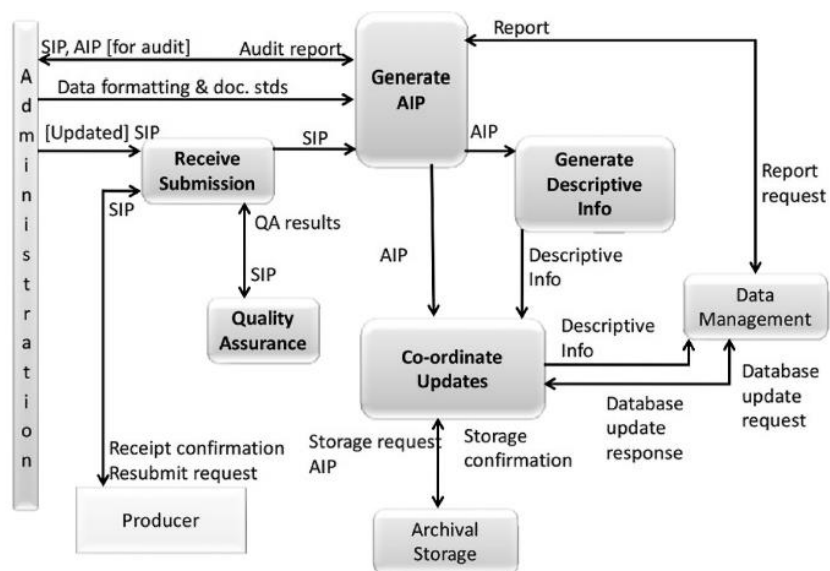 Report
SIP, AIP [for audit]
Audit report
Generate
AIP
Data formatting & doc. stds
[Updated] SIP
SIP
AIP
Receive
Submission
Generate
Descriptive
Info
Report
request
SIP
QA results
AIP
Descriptive
Info
SIP
Data
Management
Quality
Assurance
Co-ordinate
Updates
Descriptive
Info
Database
update
request
Database
update
response
Administration
Receipt confirmation
Resubmit request
Storage request
AIP
Storage
confirmation
Producer
Archival
Storage